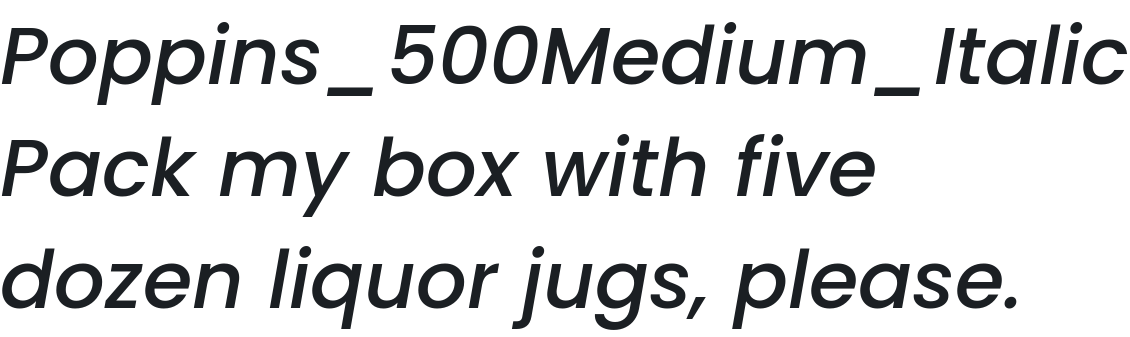 Poppins_500Medium_Italic
Pack my box with five
dozen liquor jugs, please.